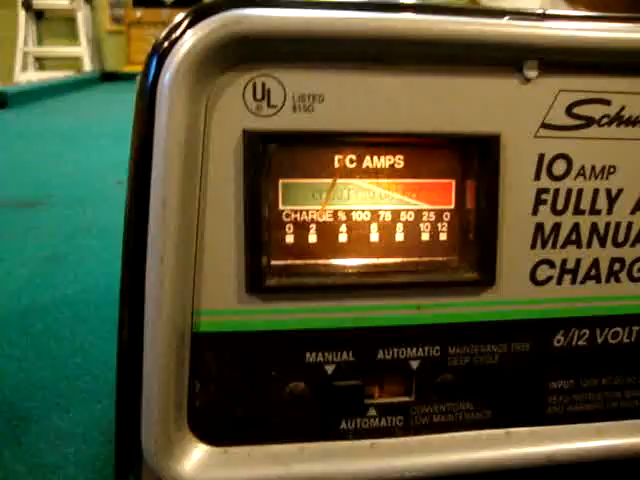 UL
LISTED
DC AMPS
CHARGE % 100 75 50 25 0
0 2 4 6 8 10 12
Schu
10 AMP
FULLY A
MANUA
CHARG
6/12 VOLT
MANUAL
AUTOMATIC
MAINTENANCE FREE
DEEP CYCLE
AUTOMATIC
CONVENTIONAL
LOW MAINTENANCE
INPUT